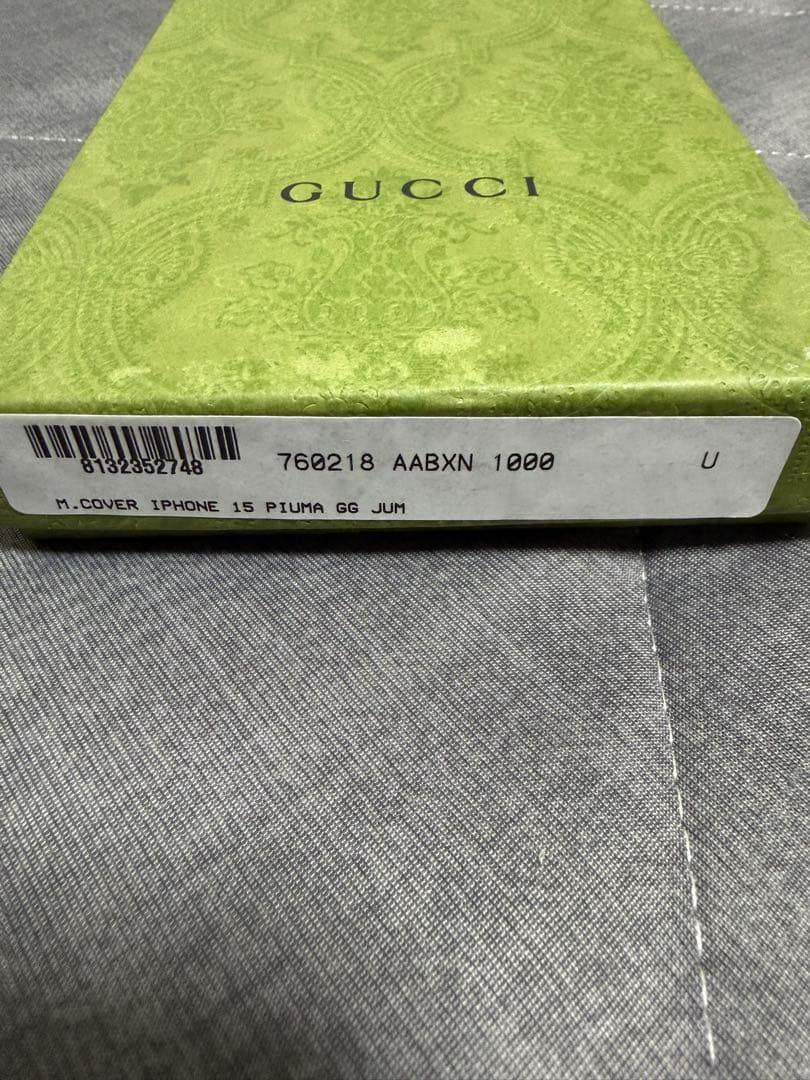 GUCCI
8132352748
760218 AABXN 1000 U
M.COVER IPHONE 15 PIUMA GG JUM